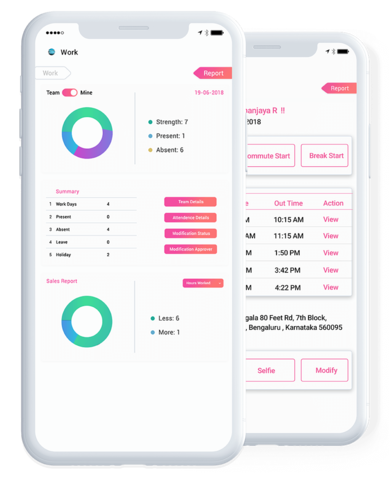 Work
Work
Report
Team
Mine
19-06-2018
Strength: 7
Present: 1
Absent: 6
Summary
1 Work Days 4
2 Present 0
3 Absent 4
4 Leave 0
5 Holiday 2
Team Details
Attendance Details
Modification Status
Modification Approval
Sales Report
Hours Worked
Less: 6
More: 1
Report
anjaya R !!
2018
ommute Start
Break Start
e Out Time Action
M 10:15 AM View
AM 11:15 AM View
M 1:50 PM View
M 3:42 PM View
M 4:22 PM View
gala 80 Feet Rd, 7th Block,
, Bengaluru , Karnataka 560095
Selfie
Modify